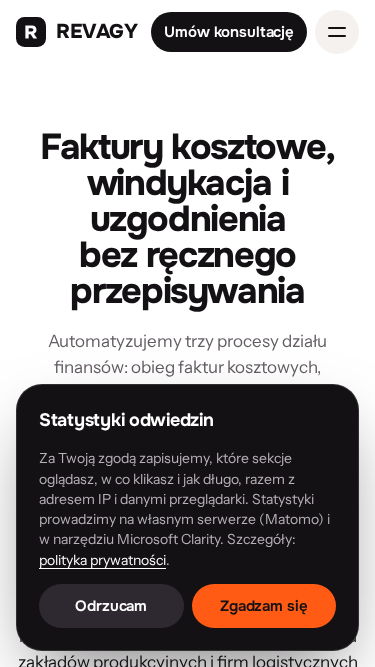 R REVAGY Umów konsultację
Faktury kosztowe,
windykacja i
uzgodnienia
bez ręcznego
przepisywania
Automatyzujemy trzy procesy działu
finansów: obieg faktur kosztowych,
Statystyki odwiedzin
Za Twoją zgodą zapisujemy, które sekcje
oglądasz, w co klikasz i jak długo, razem z
adresem IP i danymi przeglądarki. Statystyki
prowadzimy na własnym serwerze (Matomo) i
w narzędziu Microsoft Clarity. Szczegóły:
polityka prywatności.
Odrzucam Zgadzam się
zakładów produkcyjnych i firm logistycznych